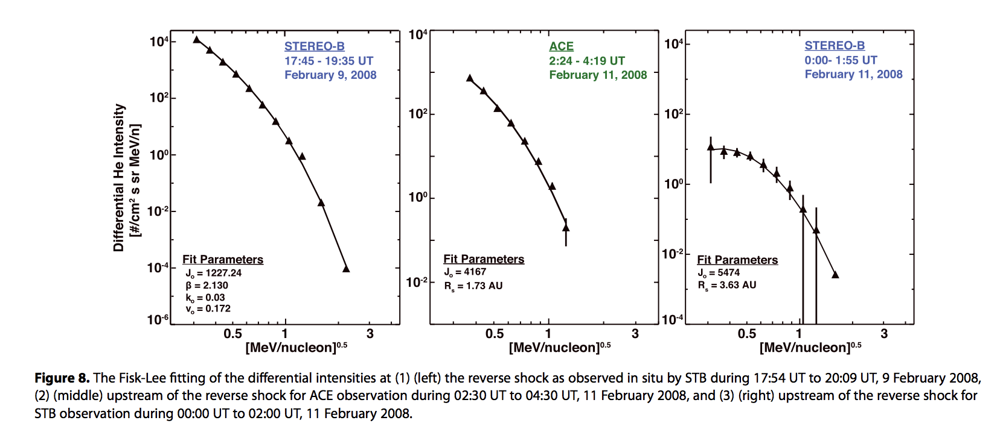 Differential He Intensity
[#/cm² s sr MeV/n]
10⁴
10²
10⁰
10⁻²
10⁻⁴
10⁻⁶
STEREO-B
17:45 - 19:35 UT
February 9, 2008
Fit Parameters
Jₒ = 1227.24
β = 2.130
kₒ = 0.03
vₒ = 0.172
0.5 1 3
[MeV/nucleon]⁰·⁵
10⁴
10²
10⁰
10⁻²
ACE
2:24 - 4:19 UT
February 11, 2008
Fit Parameters
Jₒ = 4167
Rₛ = 1.73 AU
0.5 1 3
[MeV/nucleon]⁰·⁵
10⁴
10²
10⁰
10⁻²
10⁻⁴
STEREO-B
0:00- 1:55 UT
February 11, 2008
Fit Parameters
Jₒ = 5474
Rₛ = 3.63 AU
0.5 1 3
[MeV/nucleon]⁰·⁵
Figure 8. The Fisk-Lee fitting of the differential intensities at (1) (left) the reverse shock as observed in situ by STB during 17:54 UT to 20:09 UT, 9 February 2008,
(2) (middle) upstream of the reverse shock for ACE observation during 02:30 UT to 04:30 UT, 11 February 2008, and (3) (right) upstream of the reverse shock for
STB observation during 00:00 UT to 02:00 UT, 11 February 2008.